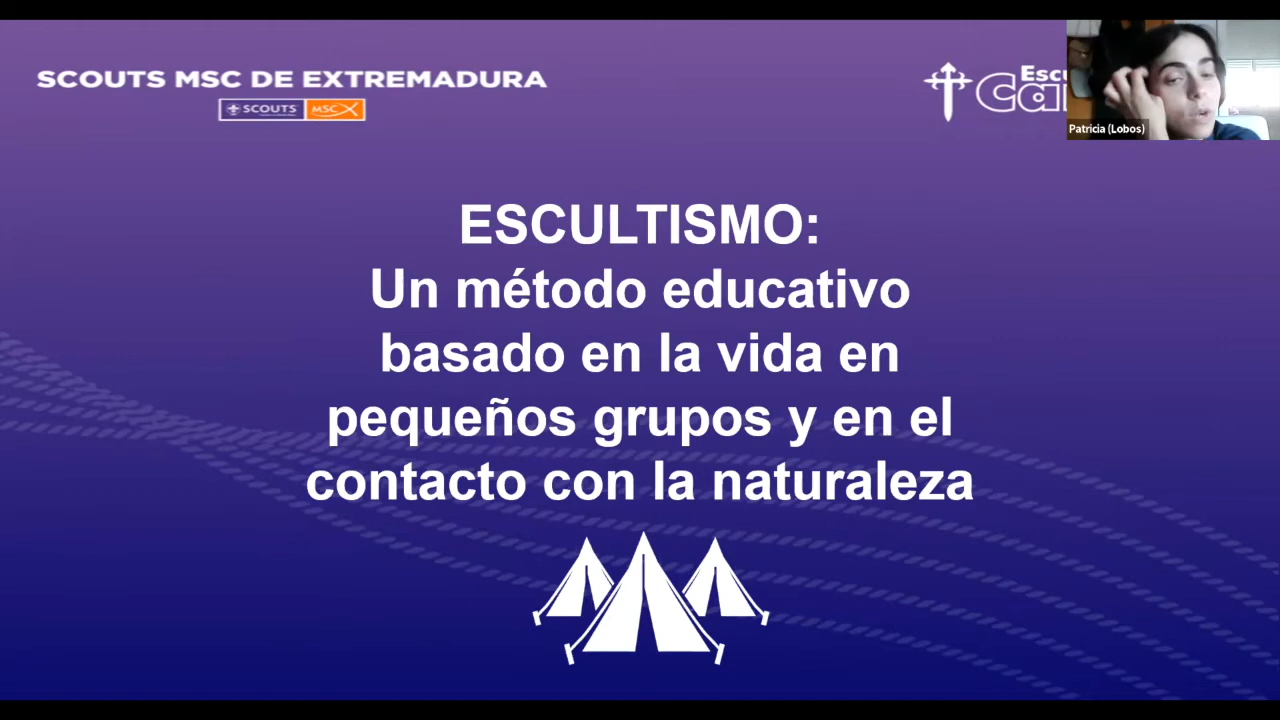 SCOUTS MSC DE EXTREMADURA
SCOUTS MSC
Patricia (Lobos)
ESCULTISMO:
Un método educativo
basado en la vida en
pequeños grupos y en el
contacto con la naturaleza